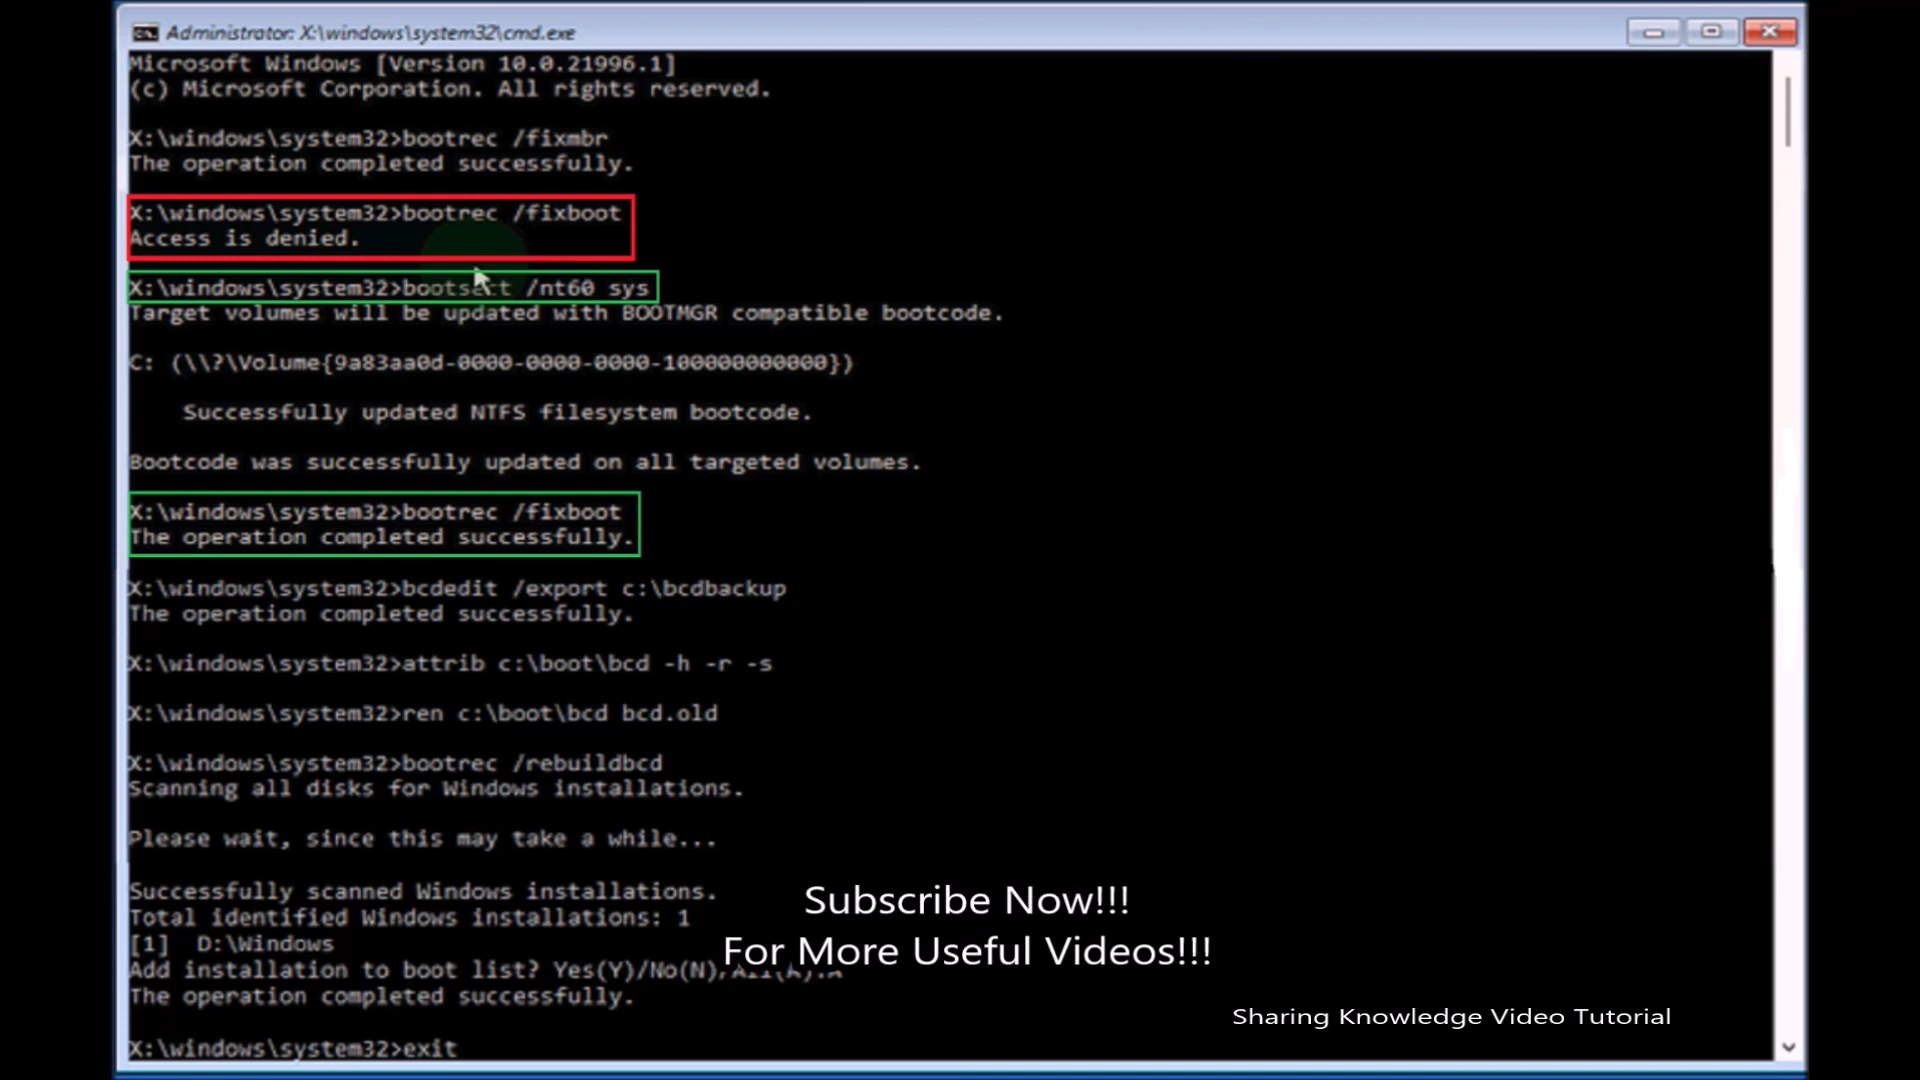 Administrator: X:\windows\system32\cmd.exe
Microsoft Windows [Version 10.0.21996.1]
(c) Microsoft Corporation. All rights reserved.
X:\windows\system32>bootrec /fixmbr
The operation completed successfully.
X:\windows\system32>bootrec /fixboot
Access is denied.
X:\windows\system32>bootsect /nt60 sys
Target volumes will be updated with BOOTMGR compatible bootcode.
C: (\\?\Volume{9a83aa0d-0000-0000-0000-100000000000})
Successfully updated NTFS filesystem bootcode.
Bootcode was successfully updated on all targeted volumes.
X:\windows\system32>bootrec /fixboot
The operation completed successfully.
X:\windows\system32>bcdedit /export c:\bcdbackup
The operation completed successfully.
X:\windows\system32>attrib c:\boot\bcd -h -r -s
X:\windows\system32>ren c:\boot\bcd bcd.old
X:\windows\system32>bootrec /rebuildbcd
Scanning all disks for Windows installations.
Please wait, since this may take a while...
Successfully scanned Windows installations.
Total identified Windows installations: 1
[1] D:\Windows
Add installation to boot list? Yes(Y)/No(N)/All(A):A
The operation completed successfully.
X:\windows\system32>exit
Subscribe Now!!!
For More Useful Videos!!!
Sharing Knowledge Video Tutorial